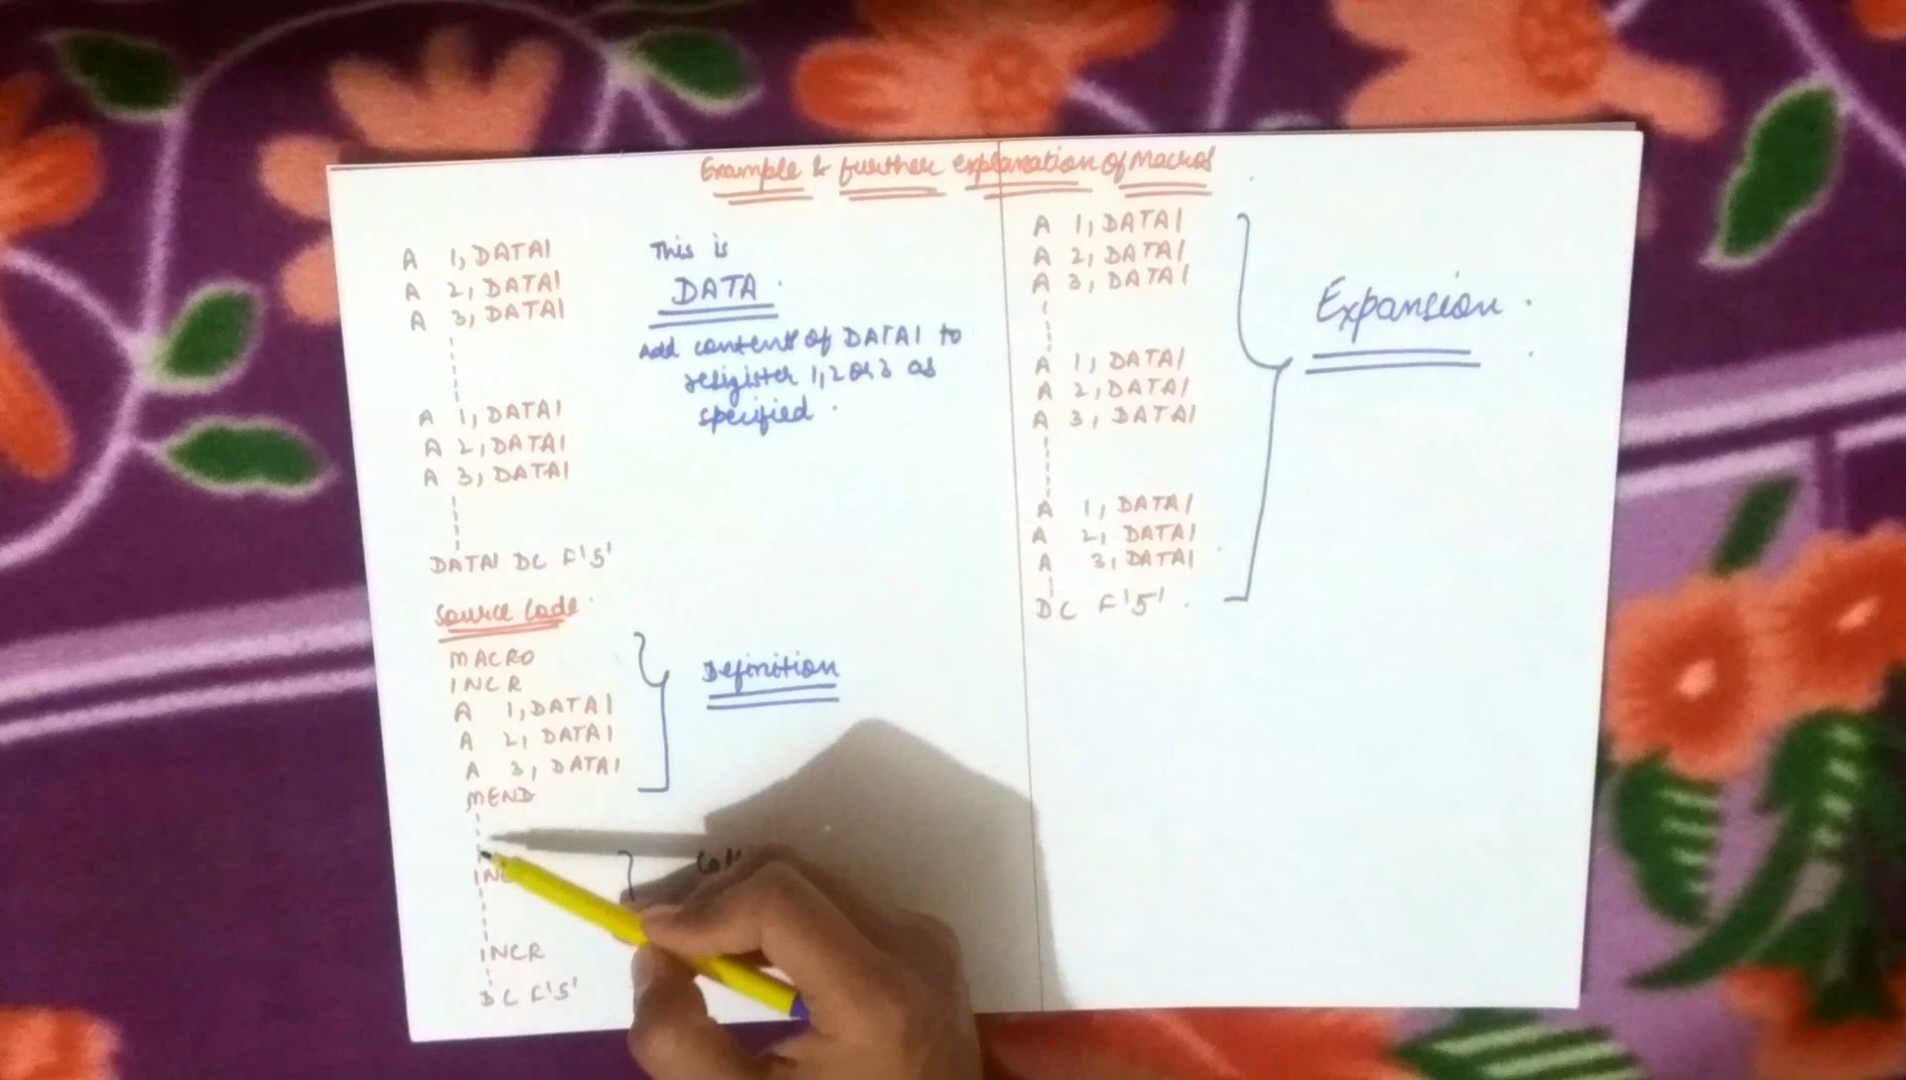 Example & further explanation of Macros
A 1, DATA1
A 2, DATA1
A 3, DATA1
A 1, DATA1
A 2, DATA1
A 3, DATA1
DATA1 DC F'5'
This is
DATA
Add content of DATA1 to
register 1, 2 or 3 as
specified.
Source Code
MACRO
INCR
A 1, DATA1
A 2, DATA1
A 3, DATA1
MEND
INCR
DC F'5'
Definition
A 1, DATA1
A 2, DATA1
A 3, DATA1
A 1, DATA1
A 2, DATA1
A 3, DATA1
A 1, DATA1
A 2, DATA1
A 3, DATA1
DC F'5'.
Expansion.